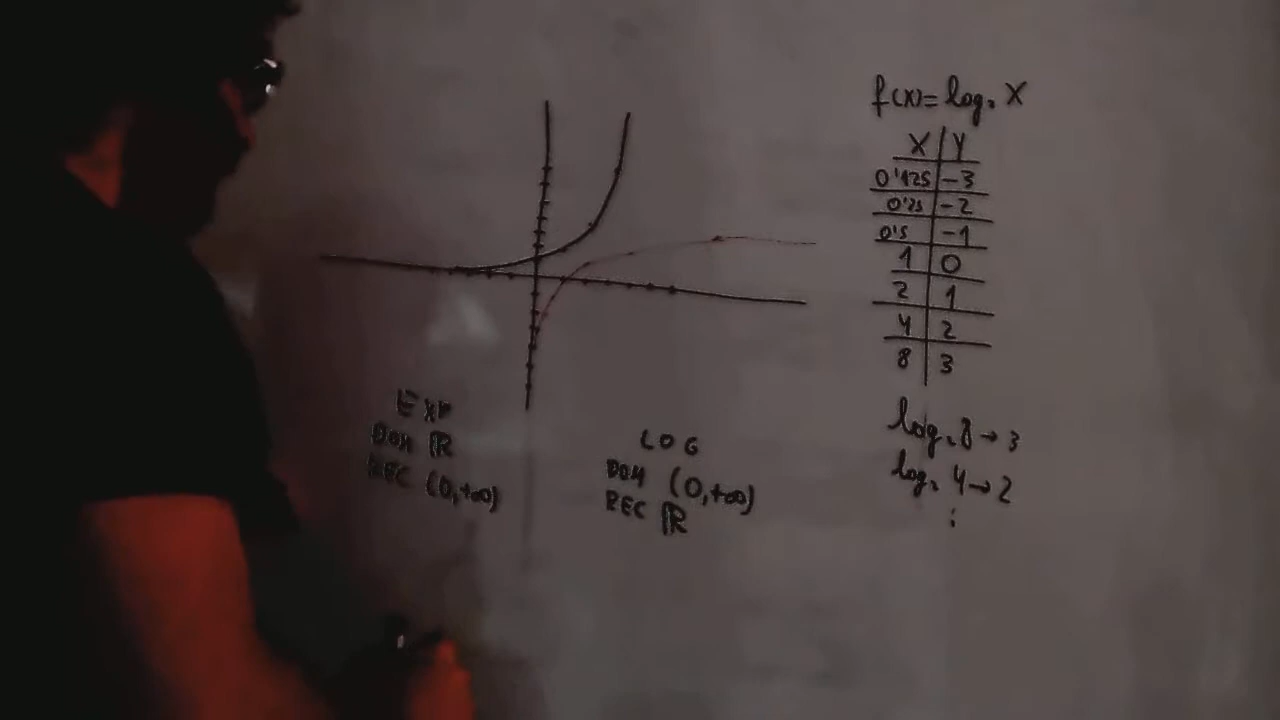 f(x)=log₂ X
X Y
0'125 -3
0'25 -2
0'5 -1
1 0
2 1
4 2
8 3
log₂ 8→3
log₂ 4→2
⋮
EXP
DOM ℝ
REC (0,+∞)
LOG
DOM (0,+∞)
REC ℝ